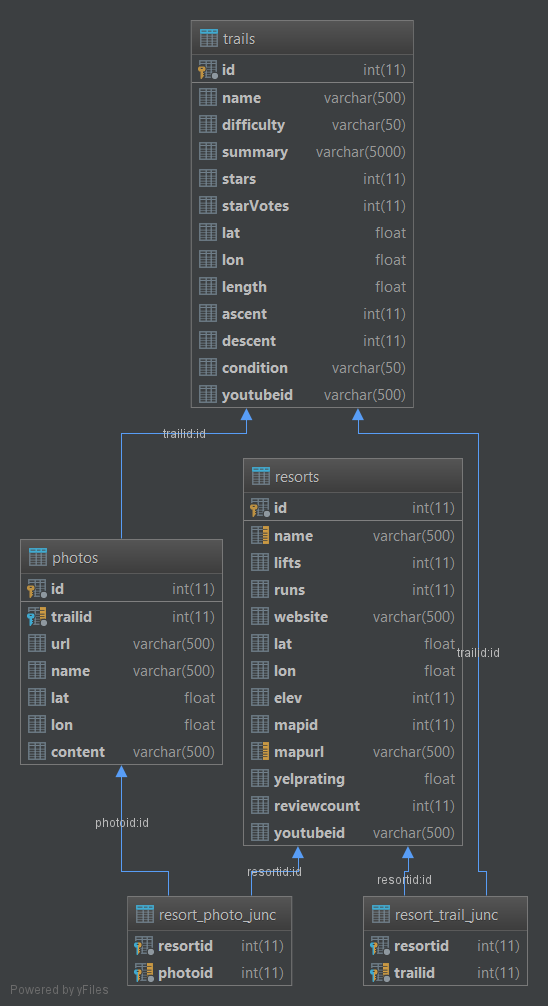 trails
id int(11)
name varchar(500)
difficulty varchar(50)
summary varchar(5000)
stars int(11)
starVotes int(11)
lat float
lon float
length float
ascent int(11)
descent int(11)
condition varchar(50)
youtubeid varchar(500)
trailid:id
resorts
id int(11)
name varchar(500)
lifts int(11)
runs int(11)
website varchar(500)
lat float
lon float
elev int(11)
mapid int(11)
mapurl varchar(500)
yelprating float
reviewcount int(11)
youtubeid varchar(500)
trailid:id
photos
id int(11)
trailid int(11)
url varchar(500)
name varchar(500)
lat float
lon float
content varchar(500)
photoid:id
resortid:id
resortid:id
resort_photo_junc
resortid int(11)
photoid int(11)
resort_trail_junc
resortid int(11)
trailid int(11)
Powered by yFiles